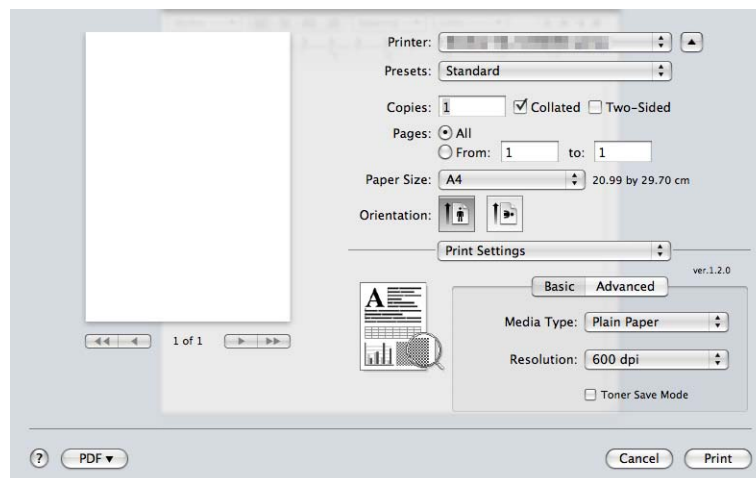 Printer:
Presets: Standard
Copies: 1 Collated Two-Sided
Pages: All
From: 1 to: 1
Paper Size: A4 20.99 by 29.70 cm
Orientation:
Print Settings
ver.1.2.0
Basic Advanced
A
Media Type: Plain Paper
1 of 1
Resolution: 600 dpi
Toner Save Mode
? PDF Cancel Print